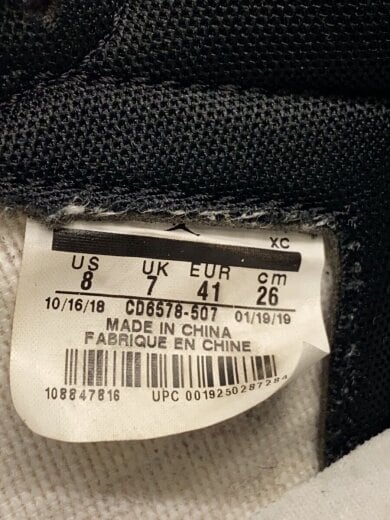 XC
US UK EUR cm
8 7 41 26
10/16/18 CD6578-507 01/19/19
MADE IN CHINA
FABRIQUE EN CHINE
108847816 UPC 00192502872​84